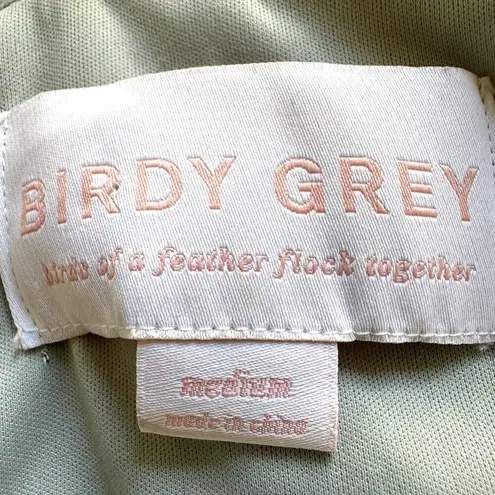 BIRDY GREY
birds of a feather flock together
medium
made in china